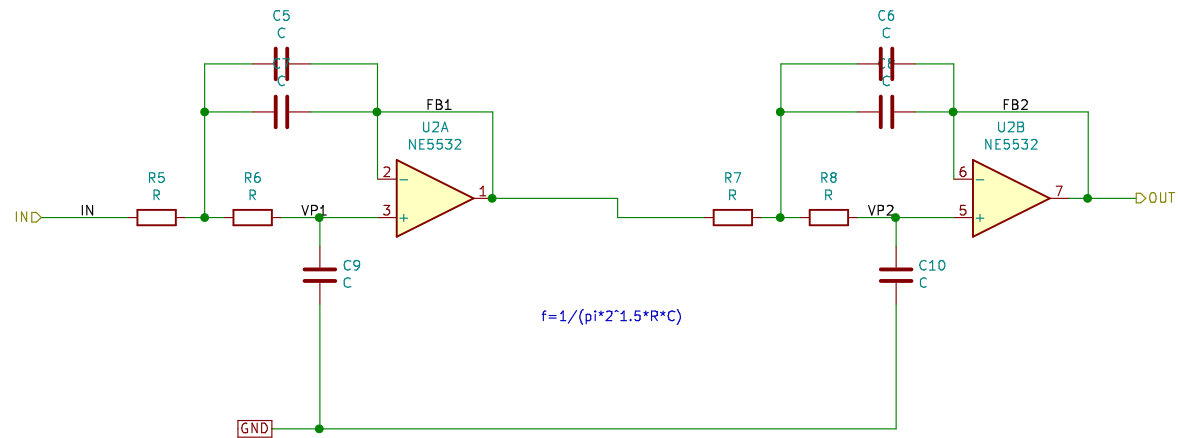 C5
C
C6
C
C7
C
C8
C
FB1
FB2
U2A
NE5532
U2B
NE5532
2
1
3
6
7
5
R5
R
R6
R
R7
R
R8
R
IN
IN
VP1
VP2
OUT
C9
C
C10
C
f=1/(pi*2^1.5*R*C)
GND